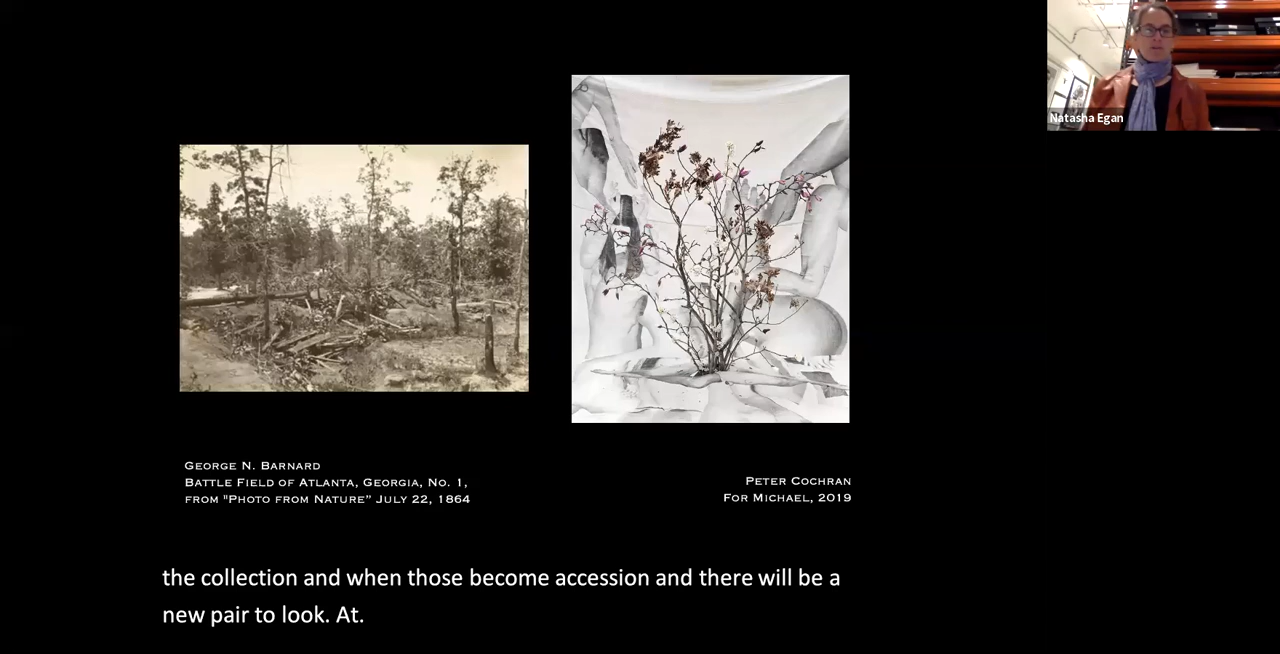 Natasha Egan
GEORGE N. BARNARD
BATTLE FIELD OF ATLANTA, GEORGIA, NO. 1,
FROM "PHOTO FROM NATURE” JULY 22, 1864
PETER COCHRAN
FOR MICHAEL, 2019
the collection and when those become accession and there will be a
new pair to look. At.